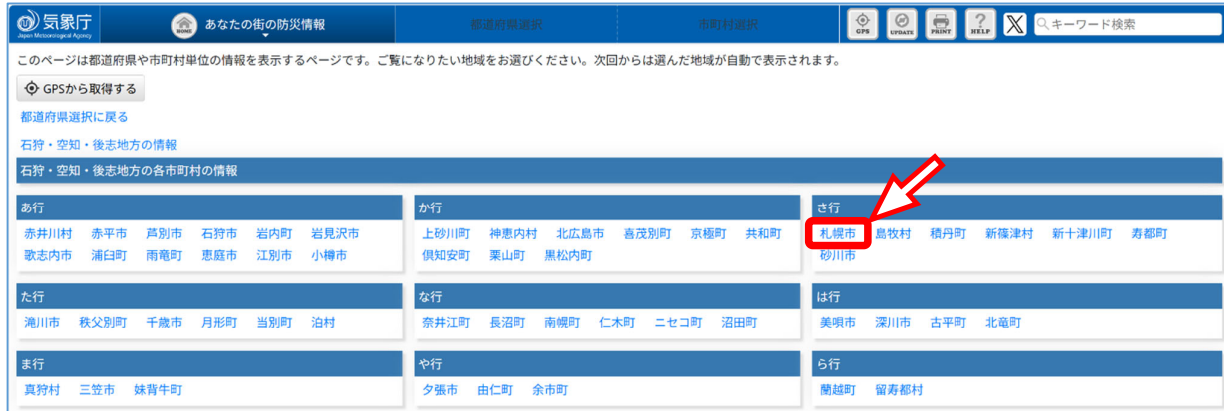 気象庁
Japan Meteorological Agency
HOME
あなたの街の防災情報
都道府県選択
市町村選択
GPS
UPDATE
PRINT
?
HELP
X
キーワード検索
このページは都道府県や市町村単位の情報を表示するページです。ご覧になりたい地域をお選びください。次回からは選んだ地域が自動で表示されます。
GPSから取得する
都道府県選択に戻る
石狩・空知・後志地方の情報
石狩・空知・後志地方の各市町村の情報
あ行
赤井川村 赤平市 芦別市 石狩市 岩内町 岩見沢市
歌志内市 浦臼町 雨竜町 恵庭市 江別市 小樽市
か行
上砂川町 神恵内村 北広島市 喜茂別町 京極町 共和町
倶知安町 栗山町 黒松内町
さ行
札幌市 島牧村 積丹町 新篠津村 新十津川町 寿都町
砂川市
た行
滝川市 秩父別町 千歳市 月形町 当別町 泊村
な行
奈井江町 長沼町 南幌町 仁木町 ニセコ町 沼田町
は行
美唄市 深川市 古平町 北竜町
ま行
真狩村 三笠市 妹背牛町
や行
夕張市 由仁町 余市町
ら行
蘭越町 留寿都村